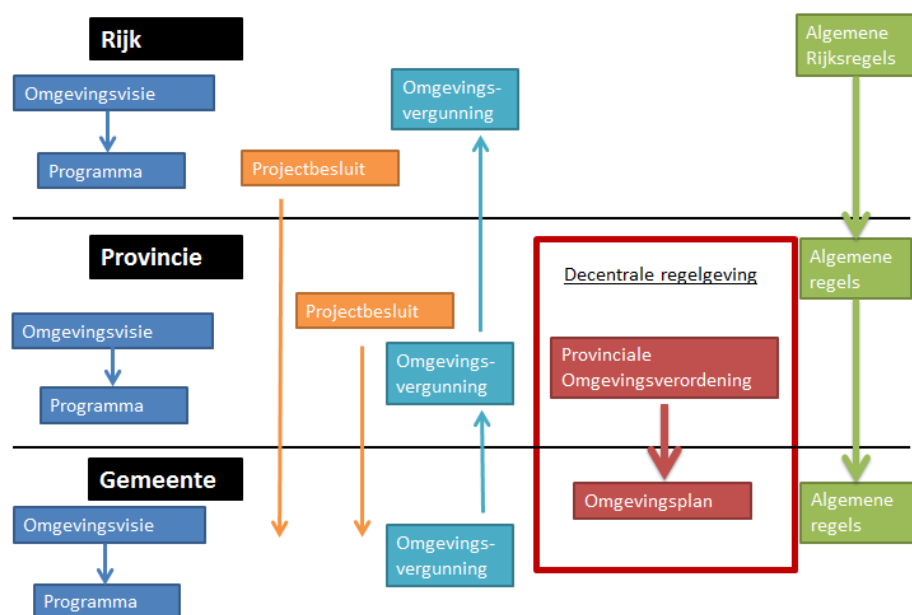 Rijk
Omgevingsvisie
Programma
Projectbesluit
Omgevings-
vergunning
Algemene
Rijksregels
Provincie
Omgevingsvisie
Programma
Projectbesluit
Omgevings-
vergunning
Decentrale regelgeving
Provinciale
Omgevingsverordening
Algemene
regels
Gemeente
Omgevingsvisie
Programma
Omgevings-
vergunning
Omgevingsplan
Algemene
regels